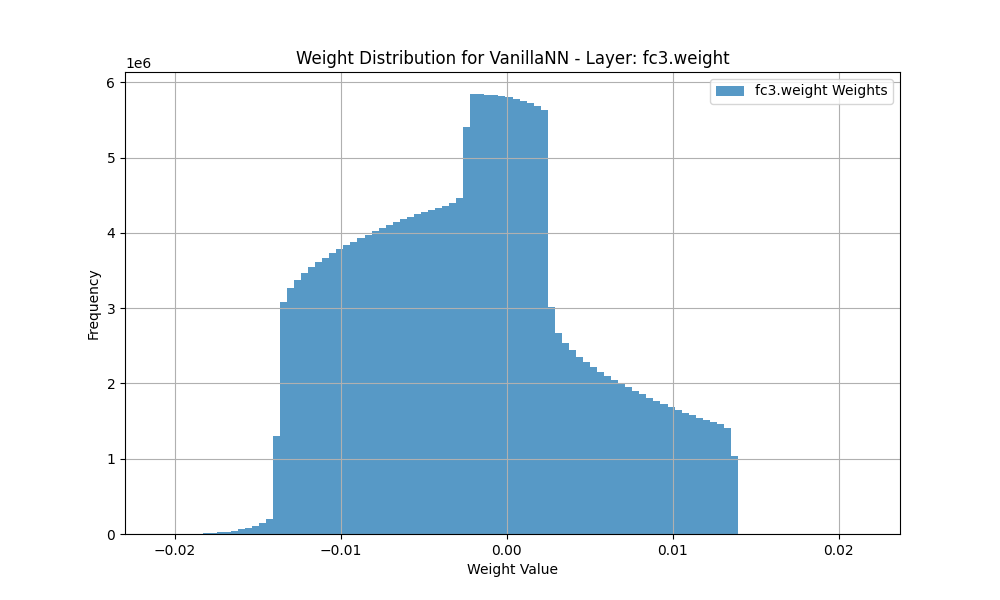 Weight Distribution for VanillaNN - Layer: fc3.weight
1e6
fc3.weight Weights
6
5
4
3
2
1
0
Frequency
−0.02
−0.01
0.00
0.01
0.02
Weight Value